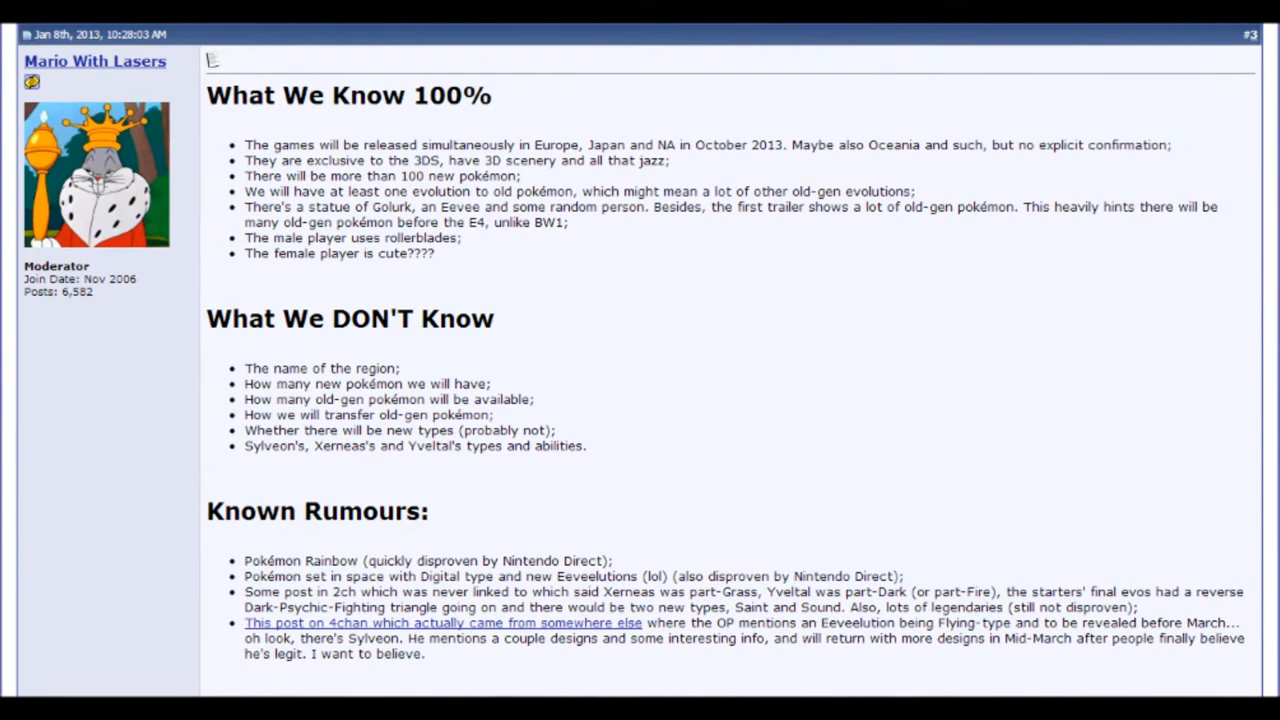 Jan 8th, 2013, 10:28:03 AM
#3
Mario With Lasers
Moderator
Join Date: Nov 2006
Posts: 6,582
What We Know 100%
The games will be released simultaneously in Europe, Japan and NA in October 2013. Maybe also Oceania and such, but no explicit confirmation;
They are exclusive to the 3DS, have 3D scenery and all that jazz;
There will be more than 100 new pokémon;
We will have at least one evolution to old pokémon, which might mean a lot of other old-gen evolutions;
There's a statue of Golurk, an Eevee and some random person. Besides, the first trailer shows a lot of old-gen pokémon. This heavily hints there will be
many old-gen pokémon before the E4, unlike BW1;
The male player uses rollerblades;
The female player is cute????
What We DON'T Know
The name of the region;
How many new pokémon we will have;
How many old-gen pokémon will be available;
How we will transfer old-gen pokémon;
Whether there will be new types (probably not);
Sylveon's, Xerneas's and Yveltal's types and abilities.
Known Rumours:
Pokémon Rainbow (quickly disproven by Nintendo Direct);
Pokémon set in space with Digital type and new Eeveelutions (lol) (also disproven by Nintendo Direct);
Some post in 2ch which was never linked to which said Xerneas was part-Grass, Yveltal was part-Dark (or part-Fire), the starters' final evos had a reverse
Dark-Psychic-Fighting triangle going on and there would be two new types, Saint and Sound. Also, lots of legendaries (still not disproven);
This post on 4chan which actually came from somewhere else where the OP mentions an Eeveelution being Flying-type and to be revealed before March...
oh look, there's Sylveon. He mentions a couple designs and some interesting info, and will return with more designs in Mid-March after people finally believe
he's legit. I want to believe.